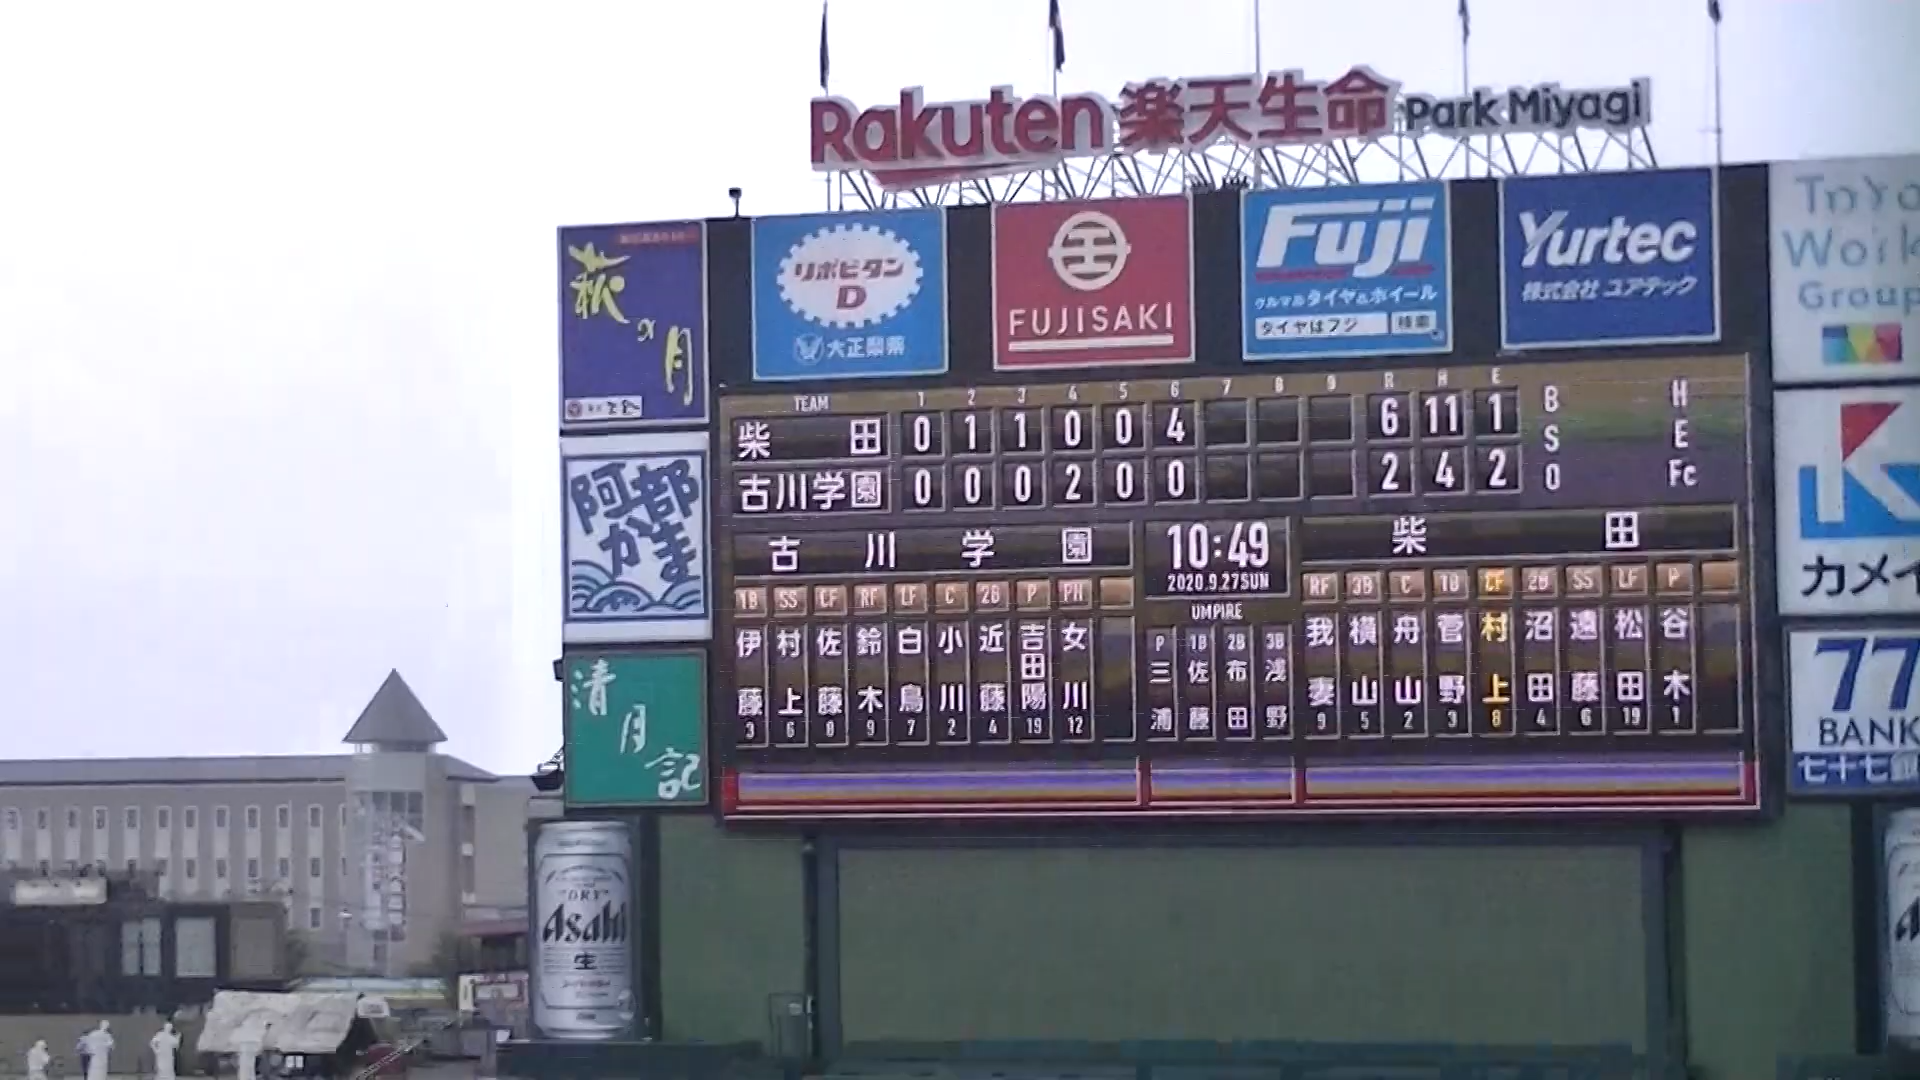 Rakuten 楽天生命 Park Miyagi
萩の月
リポビタン
D
大正製薬
FUJISAKI
Fuji
クルマルタイヤ&ホイール
タイヤはフジ 検索
Yurtec
株式会社 ユアテック
ToYo
Work
Group
TEAM 1 2 3 4 5 6 7 8 9 R H E
柴田 0 1 1 0 0 4 6 11 1
古川学園 0 0 0 2 0 0 2 4 2
B H
S E
O Fc
阿部かま
古川学園
10:49
2020.9.27SUN
柴田
1B SS CF RF LF C 2B P PH
伊藤 村上 佐藤 鈴木 白鳥 小川 近藤 吉田陽 女川
3 6 8 9 7 2 4 19 12
UMPIRE
P 1B 2B 3B
三浦 佐藤 布田 浅野
RF 3B C 1B CF 2B SS LF P
我妻 横山 舟山 菅野 村上 沼田 遠藤 松田 谷木
9 5 2 3 8 4 6 19 1
カメイ
清月記
77
BANK
七十七銀
DRY
Asahi
生